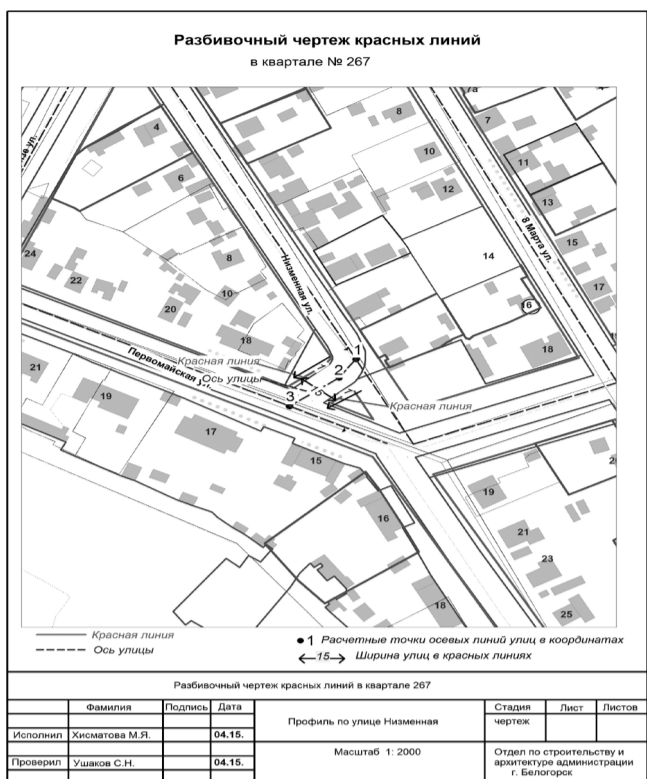 Разбивочный чертеж красных линий
в квартале № 267
7а
8
7
4
10
11
6
12
13
8 Марта ул.
15
14
8
Низменная ул.
24
22
17
10
16
20
18
18
1
Красная линия
Первомайская ул.
2
Ось улицы
21
15
3
19
Красная линия
17
15
19
16
21
23
18
25
Красная линия
Ось улицы
1 Расчетные точки осевых линий улиц в координатах
15 Ширина улиц в красных линиях
Разбивочный чертеж красных линий в квартале 267
Фамилия Подпись Дата
Профиль по улице Низменная
Стадия Лист Листов
чертеж
Исполнил Хисматова М.Я. 04.15.
Масштаб 1: 2000
Проверил Ушаков С.Н. 04.15.
Отдел по строительству и
архитектуре администрации
г. Белогорск